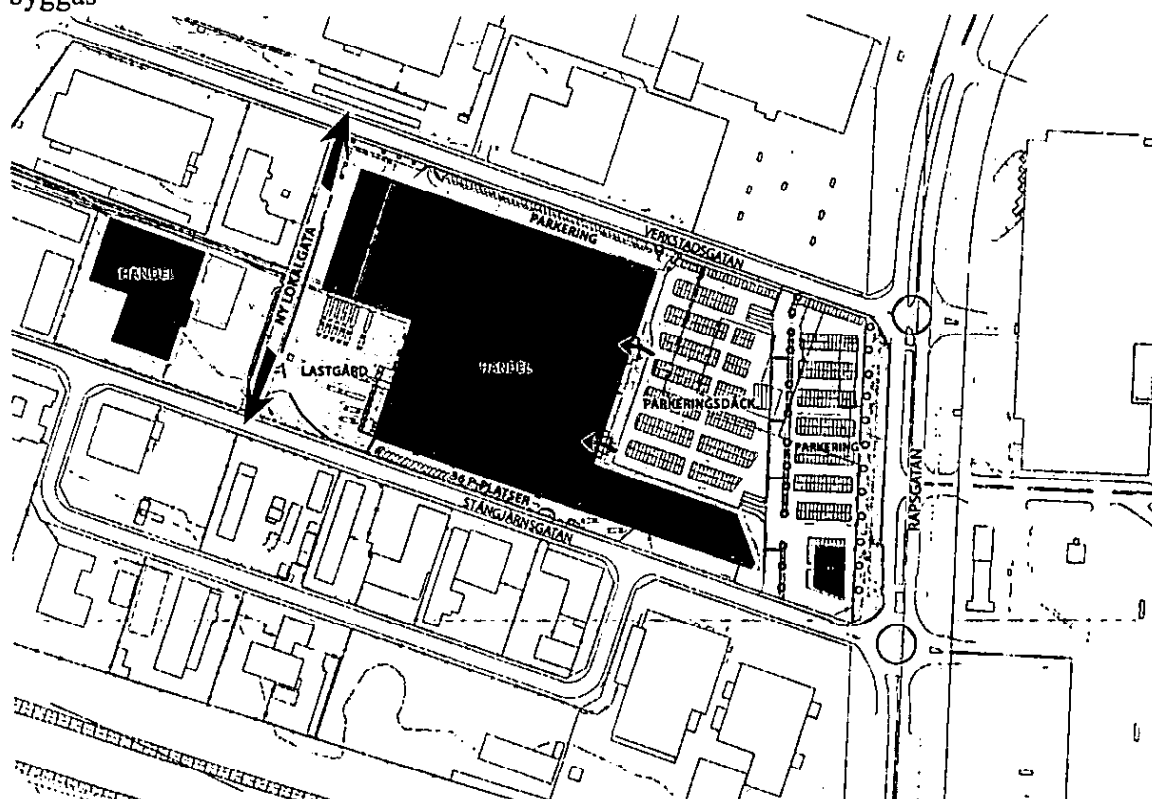 byggas
VERKSTADSGATAN
PARKERING
NY LOKALGATA
HANDEL
LASTGÅRD
HANDEL
PARKERINGSDÄCK
PARKERING
RAPSGATAN
36 P-PLATSER
STÅNGJÄRNSGATAN